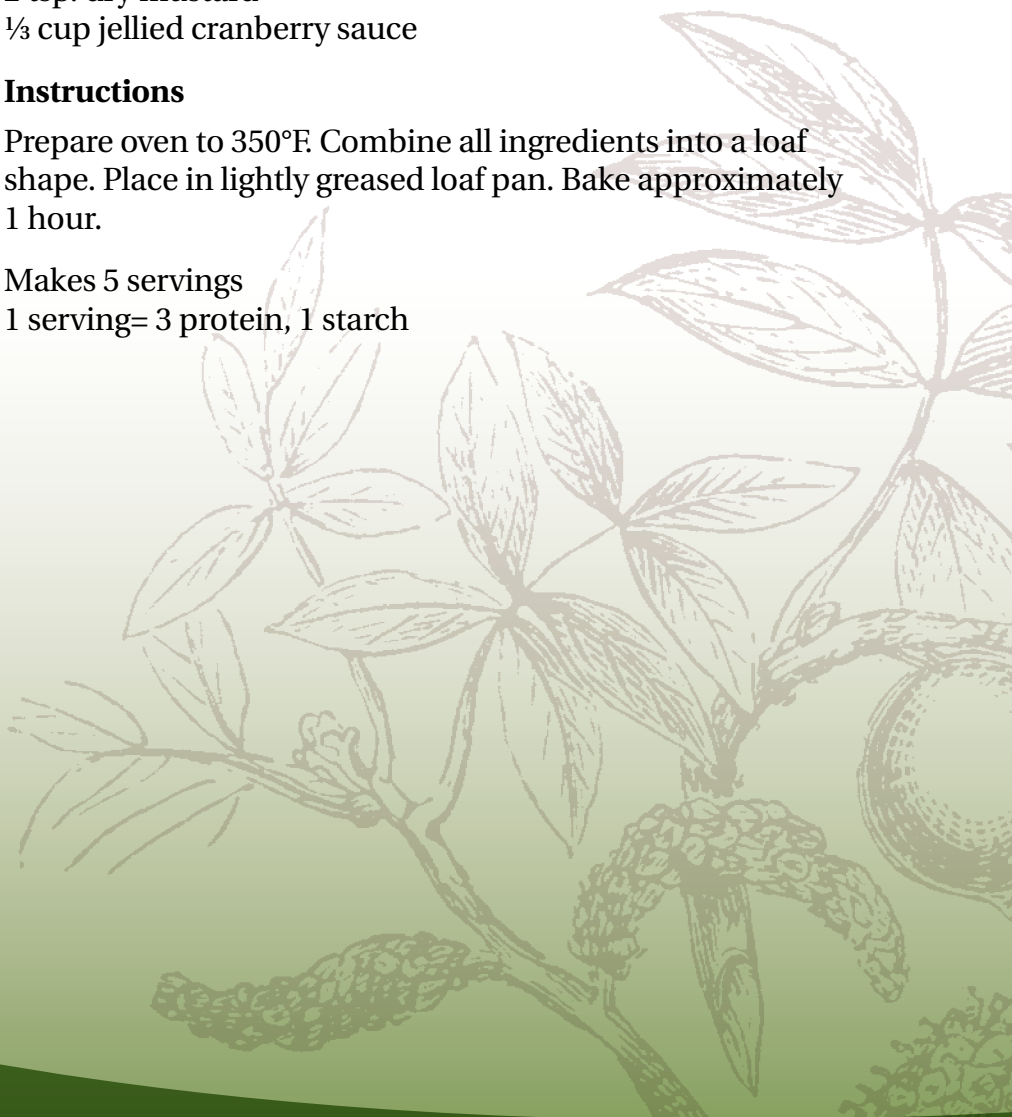 ⅓ cup jellied cranberry sauce
Instructions
Prepare oven to 350°F. Combine all ingredients into a loaf
shape. Place in lightly greased loaf pan. Bake approximately
1 hour.
Makes 5 servings
1 serving= 3 protein, 1 starch